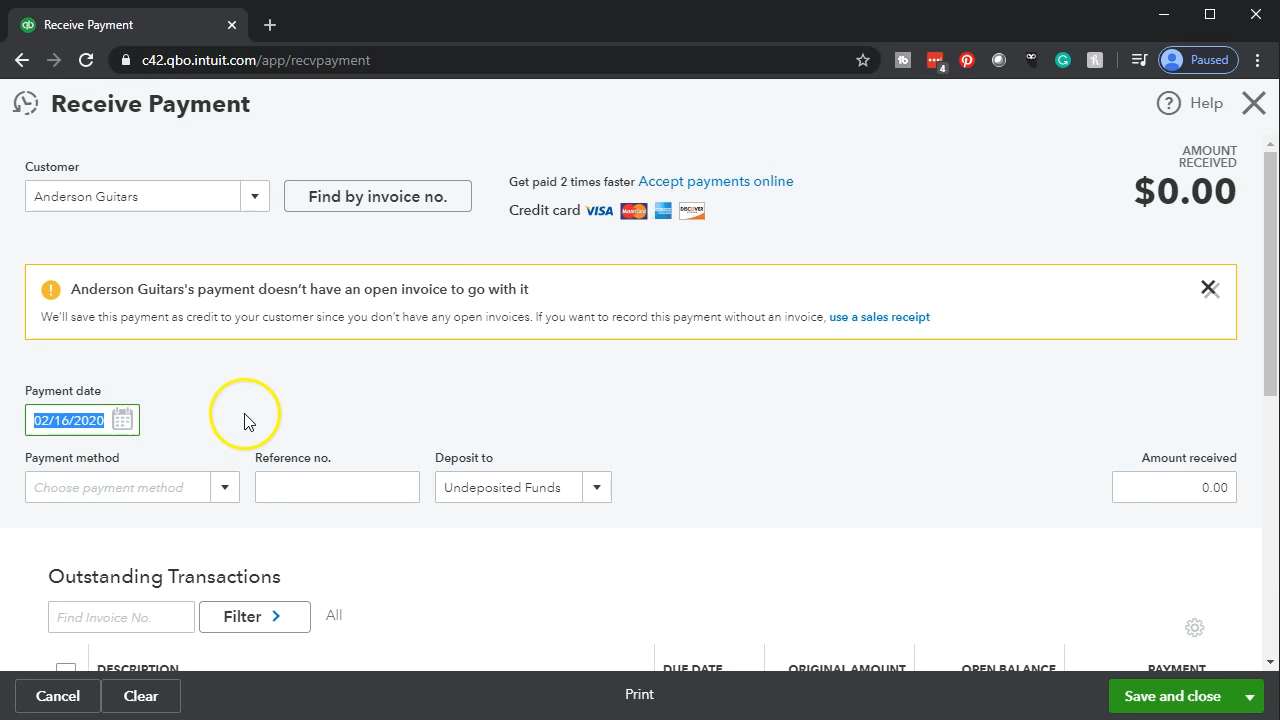 qb Receive Payment
c42.qbo.intuit.com/app/recvpayment
4
Paused
Receive Payment
Help
Customer
Anderson Guitars
Find by invoice no.
Get paid 2 times faster Accept payments online
Credit card VISA MasterCard DISCOVER
AMOUNT
RECEIVED
$0.00
Anderson Guitars's payment doesn't have an open invoice to go with it
We'll save this payment as credit to your customer since you don't have any open invoices. If you want to record this payment without an invoice, use a sales receipt
Payment date
02/16/2020
Payment method
Reference no.
Deposit to
Amount received
Choose payment method
Undeposited Funds
0.00
Outstanding Transactions
Find Invoice No.
Filter
All
DESCRIPTION
DUE DATE
ORIGINAL AMOUNT
OPEN BALANCE
PAYMENT
Cancel
Clear
Print
Save and close